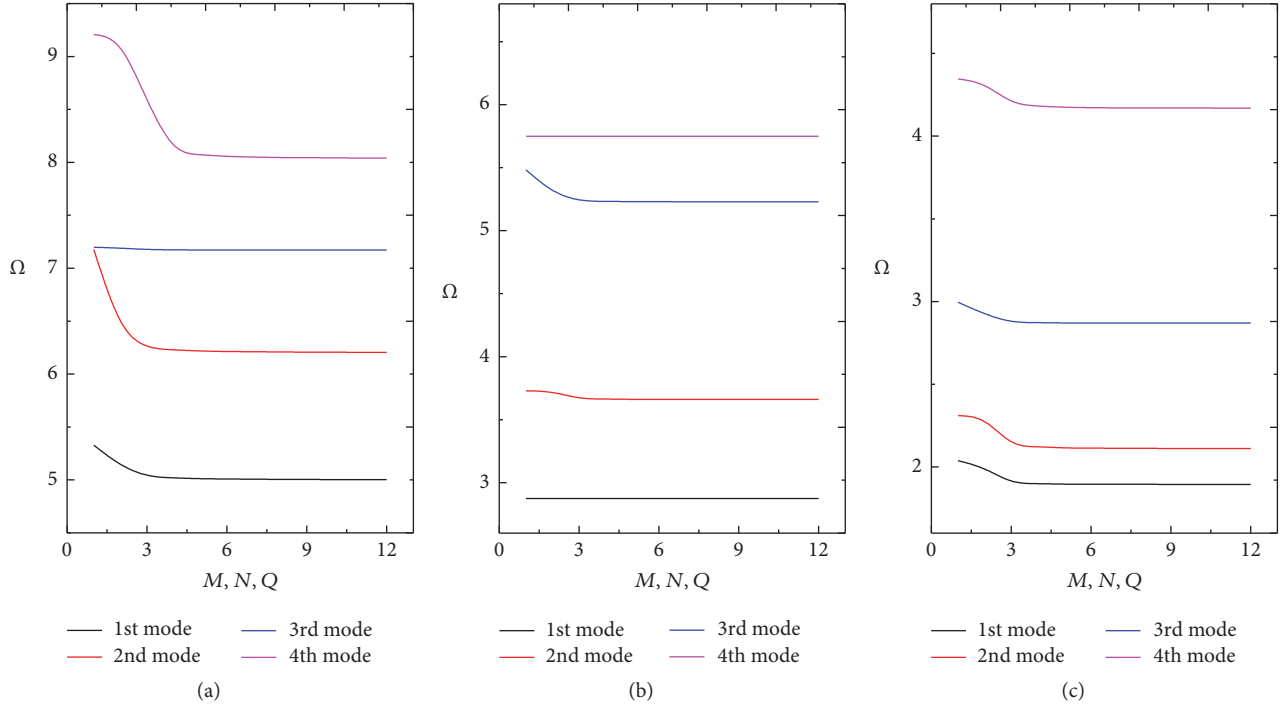 9
8
7
6
5
Ω
0 3 6 9 12
M, N, Q
1st mode 3rd mode
2nd mode 4th mode
(a)
6
5
4
3
Ω
0 3 6 9 12
M, N, Q
1st mode 3rd mode
2nd mode 4th mode
(b)
4
3
2
Ω
0 3 6 9 12
M, N, Q
1st mode 3rd mode
2nd mode 4th mode
(c)